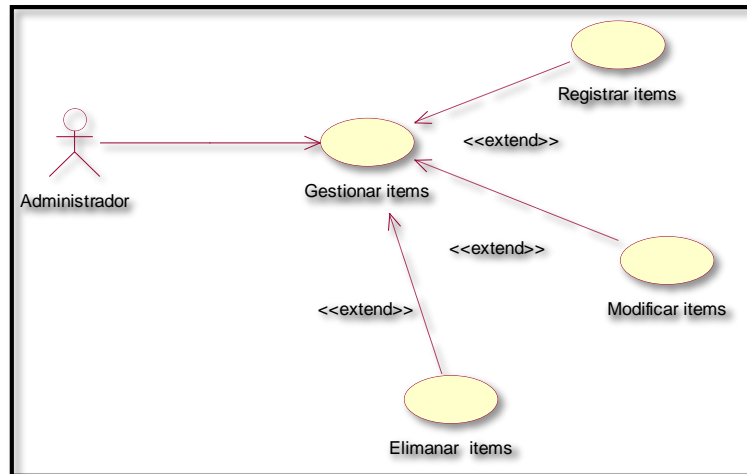 Registrar items
<<extend>>
Administrador
Gestionar items
<<extend>>
Modificar items
<<extend>>
Elimanar items